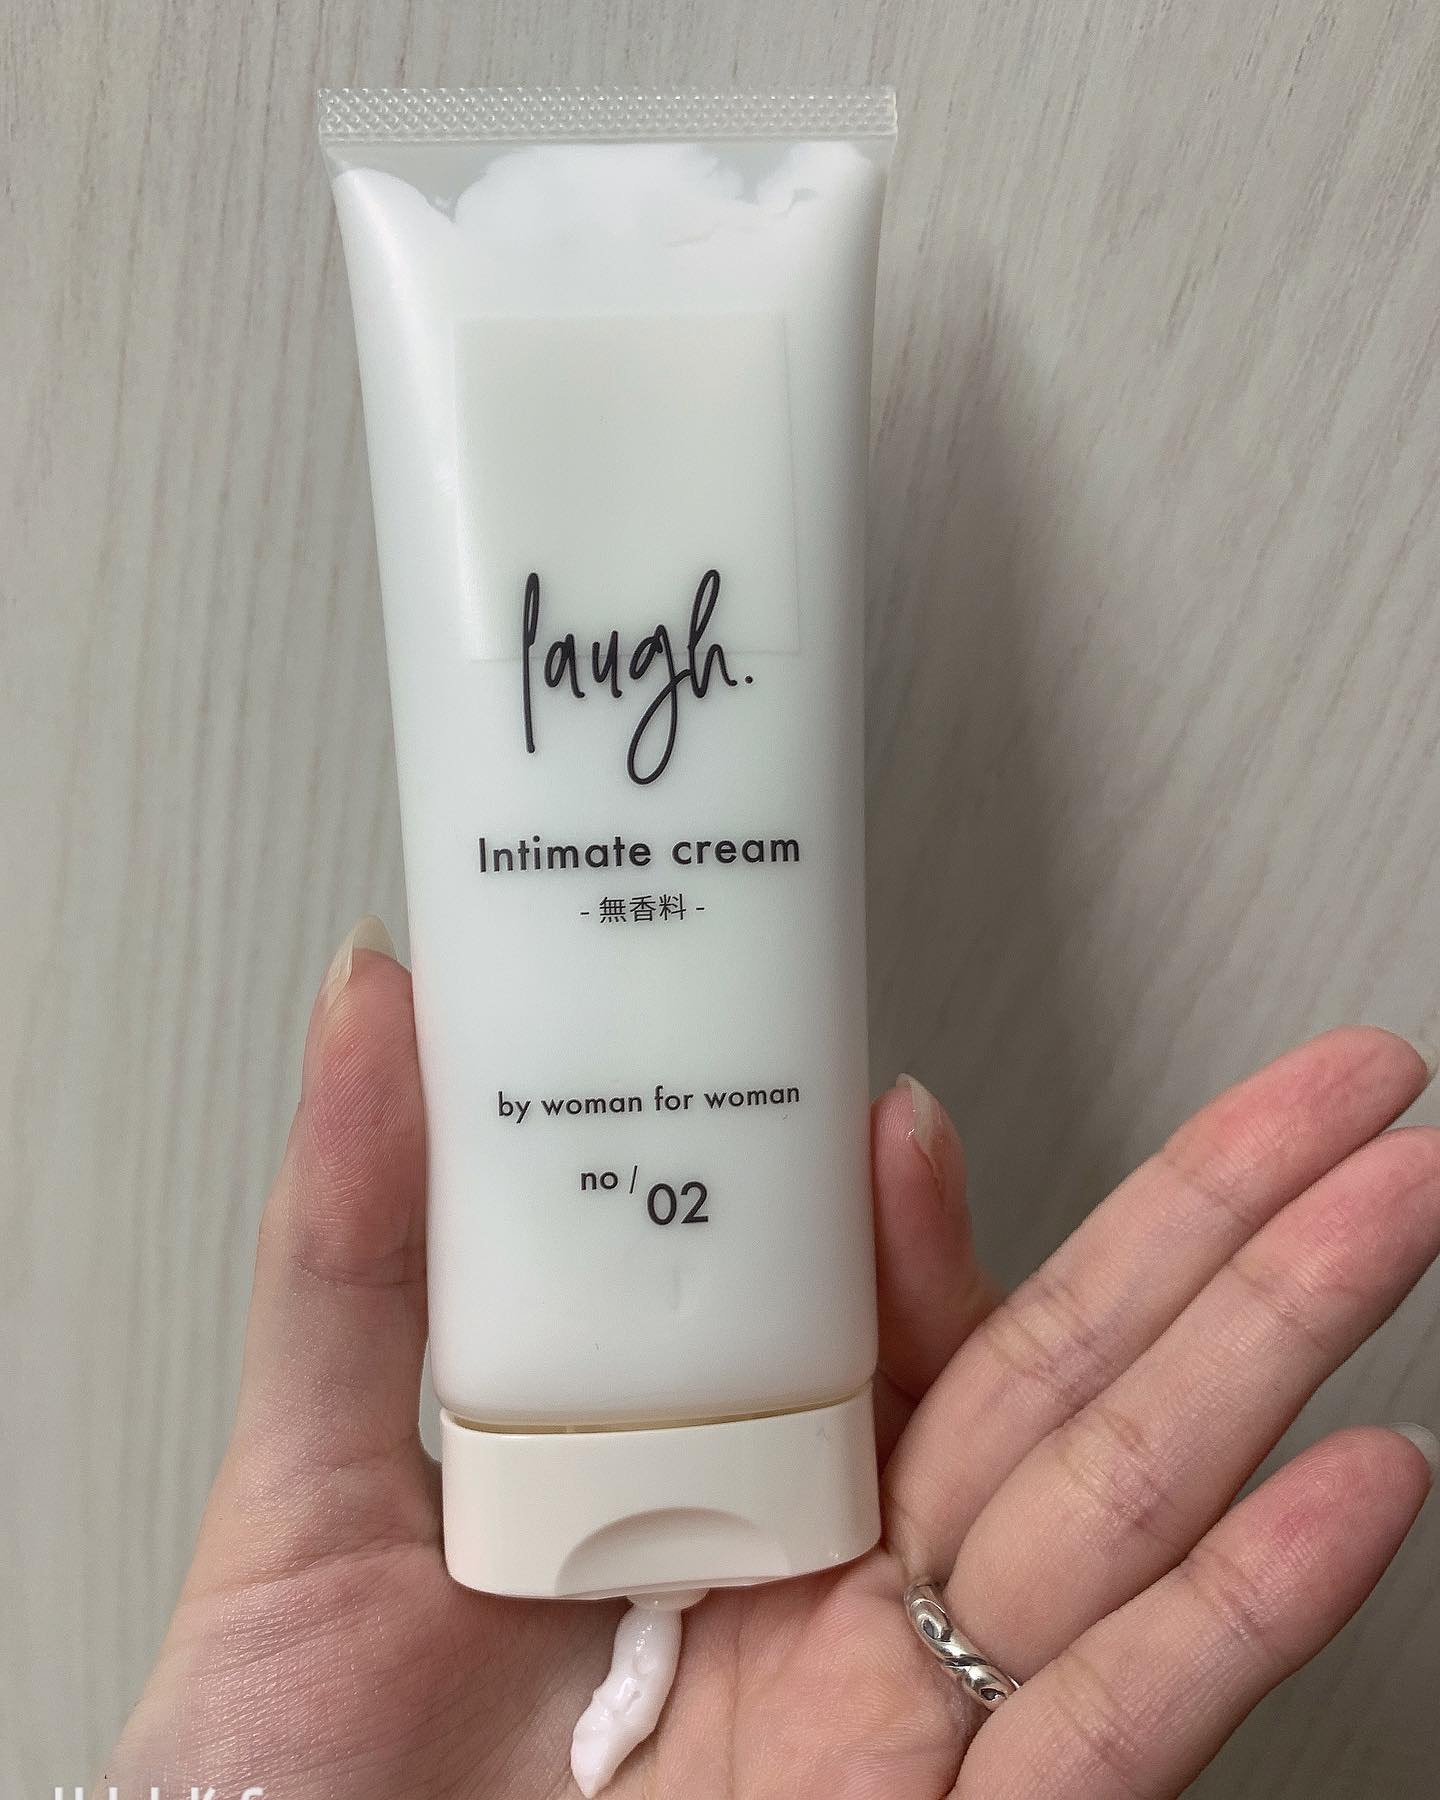 laugh.
Intimate cream
- 無香料 -
by woman for woman
no / 02